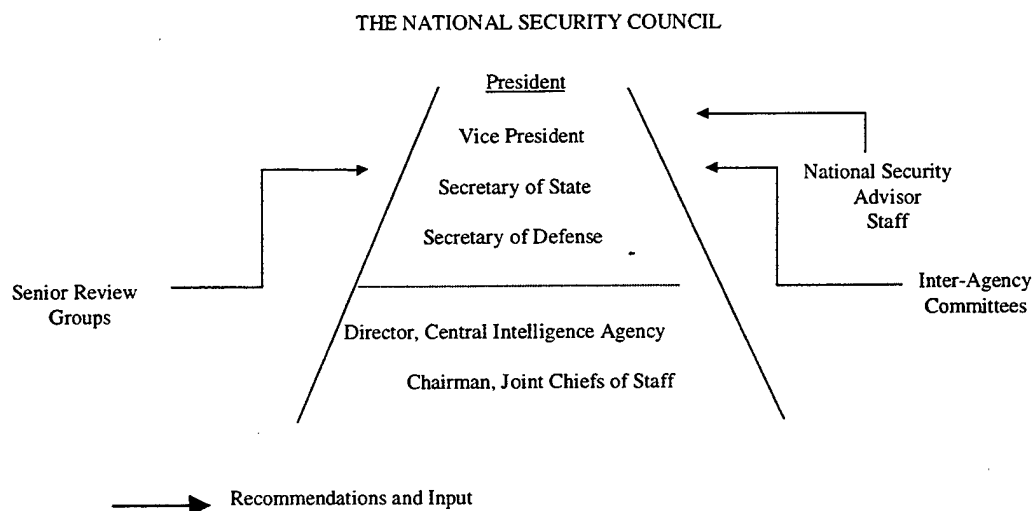 THE NATIONAL SECURITY COUNCIL
President
Vice President
Secretary of State
Secretary of Defense
National Security
Advisor
Staff
Senior Review
Groups
Inter-Agency
Committees
Director, Central Intelligence Agency
Chairman, Joint Chiefs of Staff
Recommendations and Input